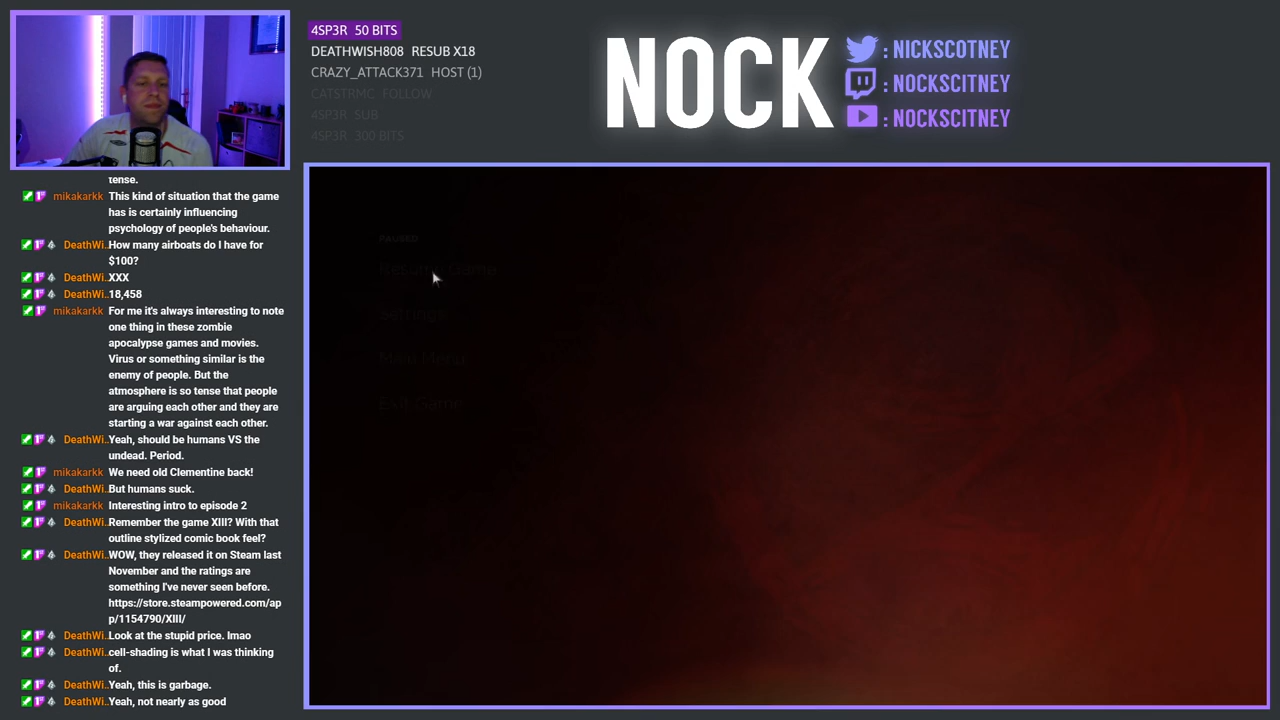 4SP3R 50 BITS
DEATHWISH808 RESUB X18
CRAZY_ATTACK371 HOST (1)
CATSTRMC FOLLOW
4SP3R SUB
4SP3R 300 BITS
NOCK
: NICKSCOTNEY
: NOCKSCITNEY
: NOCKSCITNEY
tense.
mikakarkk This kind of situation that the game
has is certainly influencing
psychology of people's behaviour.
DeathWi.. How many airboats do I have for
$100?
DeathWi.. XXX
DeathWi.. 18,458
mikakarkk For me it's always interesting to note
one thing in these zombie
apocalypse games and movies.
Virus or something similar is the
enemy of people. But the
atmosphere is so tense that people
are arguing each other and they are
starting a war against each other.
DeathWi.. Yeah, should be humans VS the
undead. Period.
mikakarkk We need old Clementine back!
DeathWi.. But humans suck.
mikakarkk Interesting intro to episode 2
DeathWi.. Remember the game XIII? With that
outline stylized comic book feel?
DeathWi.. WOW, they released it on Steam last
November and the ratings are
something I've never seen before.
https://store.steampowered.com/ap
p/1154790/XIII/
DeathWi.. Look at the stupid price. lmao
DeathWi.. cell-shading is what I was thinking
of.
DeathWi.. Yeah, this is garbage.
DeathWi.. Yeah, not nearly as good
PAUSED
Resume Game
Settings
Main Menu
Exit Game